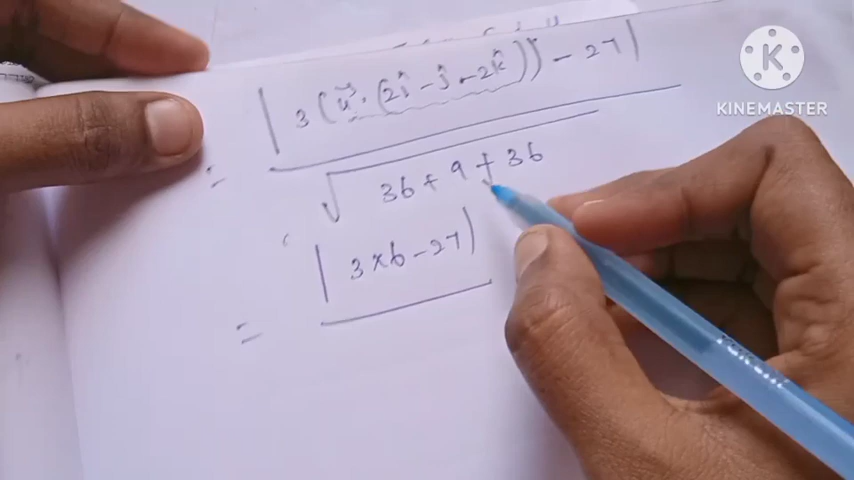 KINEMASTER
| 3 (u⃗ · (2î - ĵ - 2k̂)) - 27 |
= √ 36 + 9 + 36
| 3 × 6 - 27 |
=